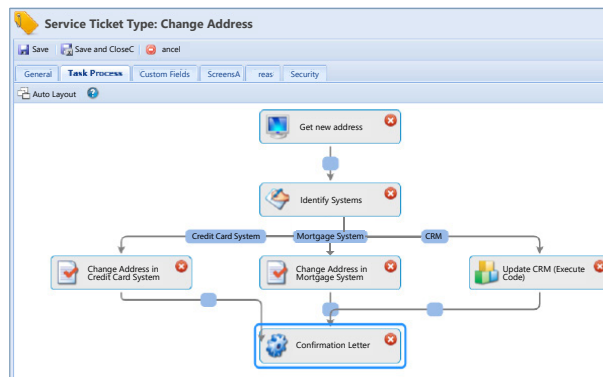 Service Ticket Type: Change Address
Save Save and CloseC ancel
General Task Process Custom Fields ScreensA reas Security
Auto Layout
Get new address
Identify Systems
Credit Card System Mortgage System CRM
Change Address in
Credit Card System
Change Address in
Mortgage System
Update CRM (Execute
Code)
Confirmation Letter